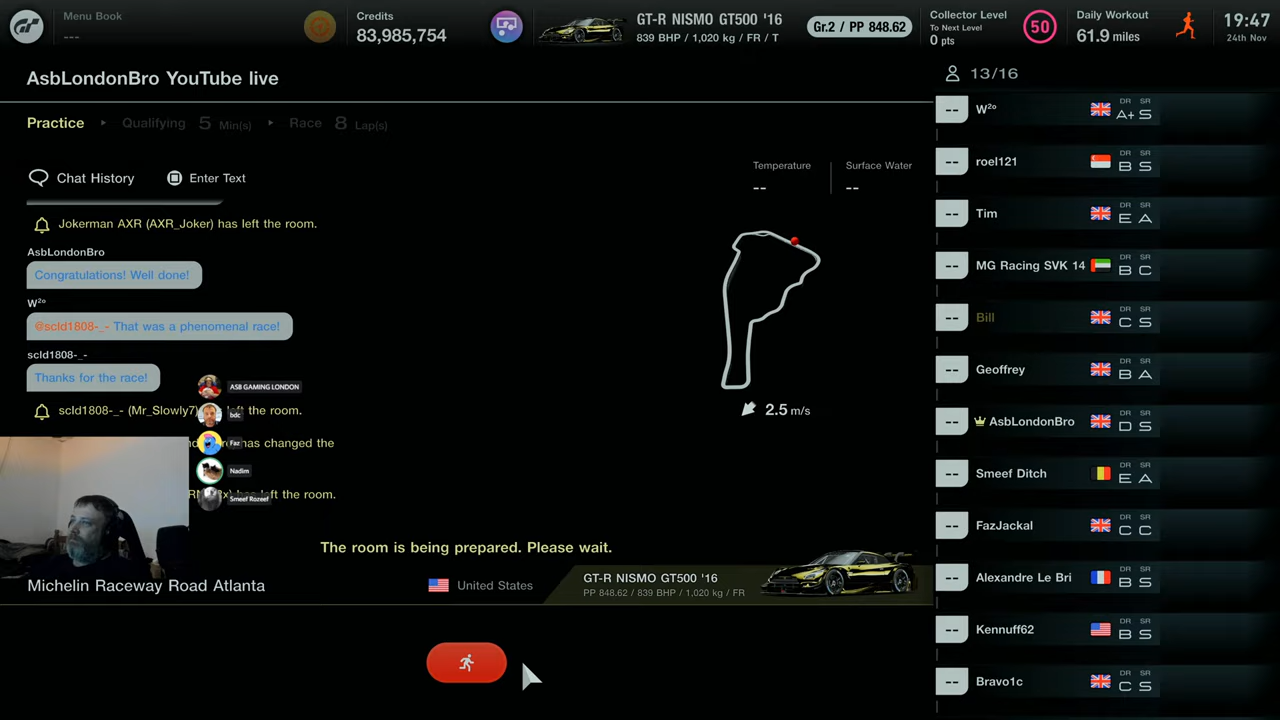 Menu Book
---
Credits
83,985,754
GT-R NISMO GT500 '16
839 BHP / 1,020 kg / FR / T
Gr.2 / PP 848.62
Collector Level
To Next Level
0 pts
50
Daily Workout
61.9 miles
19:47
24th Nov
AsbLondonBro YouTube live
13/16
Practice
Qualifying 5 Min(s)
Race 8 Lap(s)
Chat History
Enter Text
Temperature
--
Surface Water
--
Jokerman AXR (AXR_Joker) has left the room.
AsbLondonBro
Congratulations! Well done!
W²º
@scld1808-_- That was a phenomenal race!
scld1808-_-
Thanks for the race!
scld1808-_- (Mr_Slowly7) left the room.
has changed the
left the room.
ASB GAMING LONDON
bdc
Faz
Nadim
Smeef Razeef
2.5 m/s
The room is being prepared. Please wait.
Michelin Raceway Road Atlanta
United States
GT-R NISMO GT500 '16
PP 848.62 / 839 BHP / 1,020 kg / FR
-- W²º DR A+ SR S
-- roel121 DR B SR S
-- Tim DR E SR A
-- MG Racing SVK 14 DR B SR C
-- Bill DR C SR S
-- Geoffrey DR B SR A
-- AsbLondonBro DR D SR S
-- Smeef Ditch DR E SR A
-- FazJackal DR C SR C
-- Alexandre Le Bri DR B SR S
-- Kennuff62 DR B SR S
-- Bravo1c DR C SR S